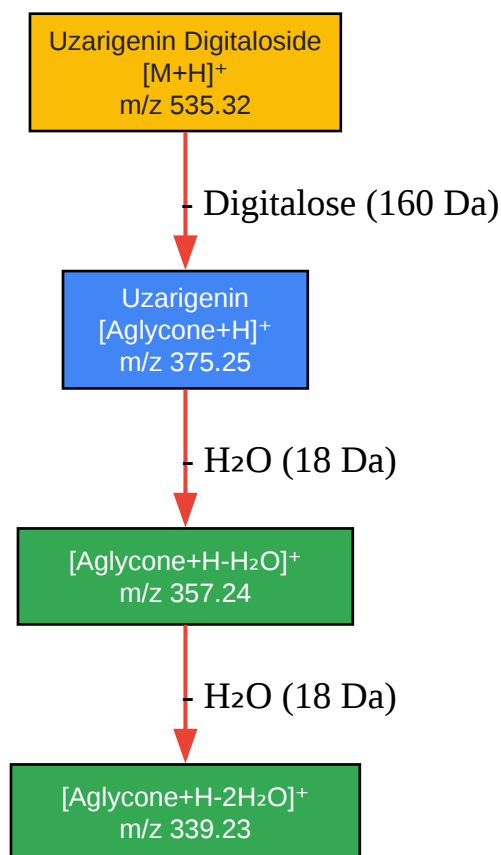 Uzarigenin Digitaloside
[M+H]⁺
m/z 535.32
- Digitalose (160 Da)
Uzarigenin
[Aglycone+H]⁺
m/z 375.25
- H₂O (18 Da)
[Aglycone+H-H₂O]⁺
m/z 357.24
- H₂O (18 Da)
[Aglycone+H-2H₂O]⁺
m/z 339.23